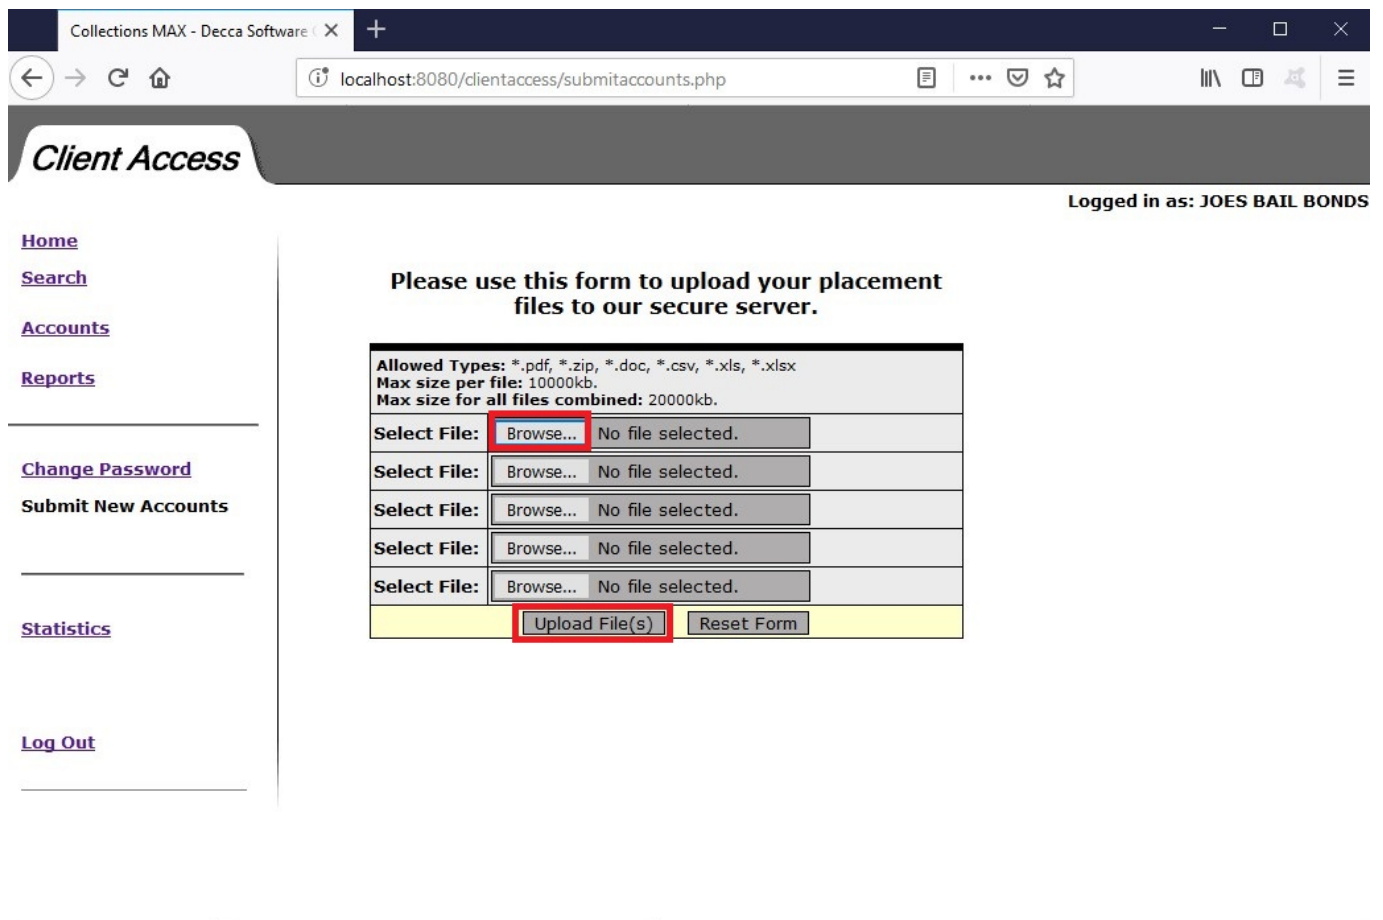 Collections MAX - Decca Software
localhost:8080/clientaccess/submitaccounts.php
Client Access
Logged in as: JOES BAIL BONDS
Home
Search
Accounts
Reports
Change Password
Submit New Accounts
Statistics
Log Out
Please use this form to upload your placement
files to our secure server.
Allowed Types: *.pdf, *.zip, *.doc, *.csv, *.xls, *.xlsx
Max size per file: 10000kb.
Max size for all files combined: 20000kb.
Select File: Browse... No file selected.
Select File: Browse... No file selected.
Select File: Browse... No file selected.
Select File: Browse... No file selected.
Select File: Browse... No file selected.
Upload File(s) Reset Form